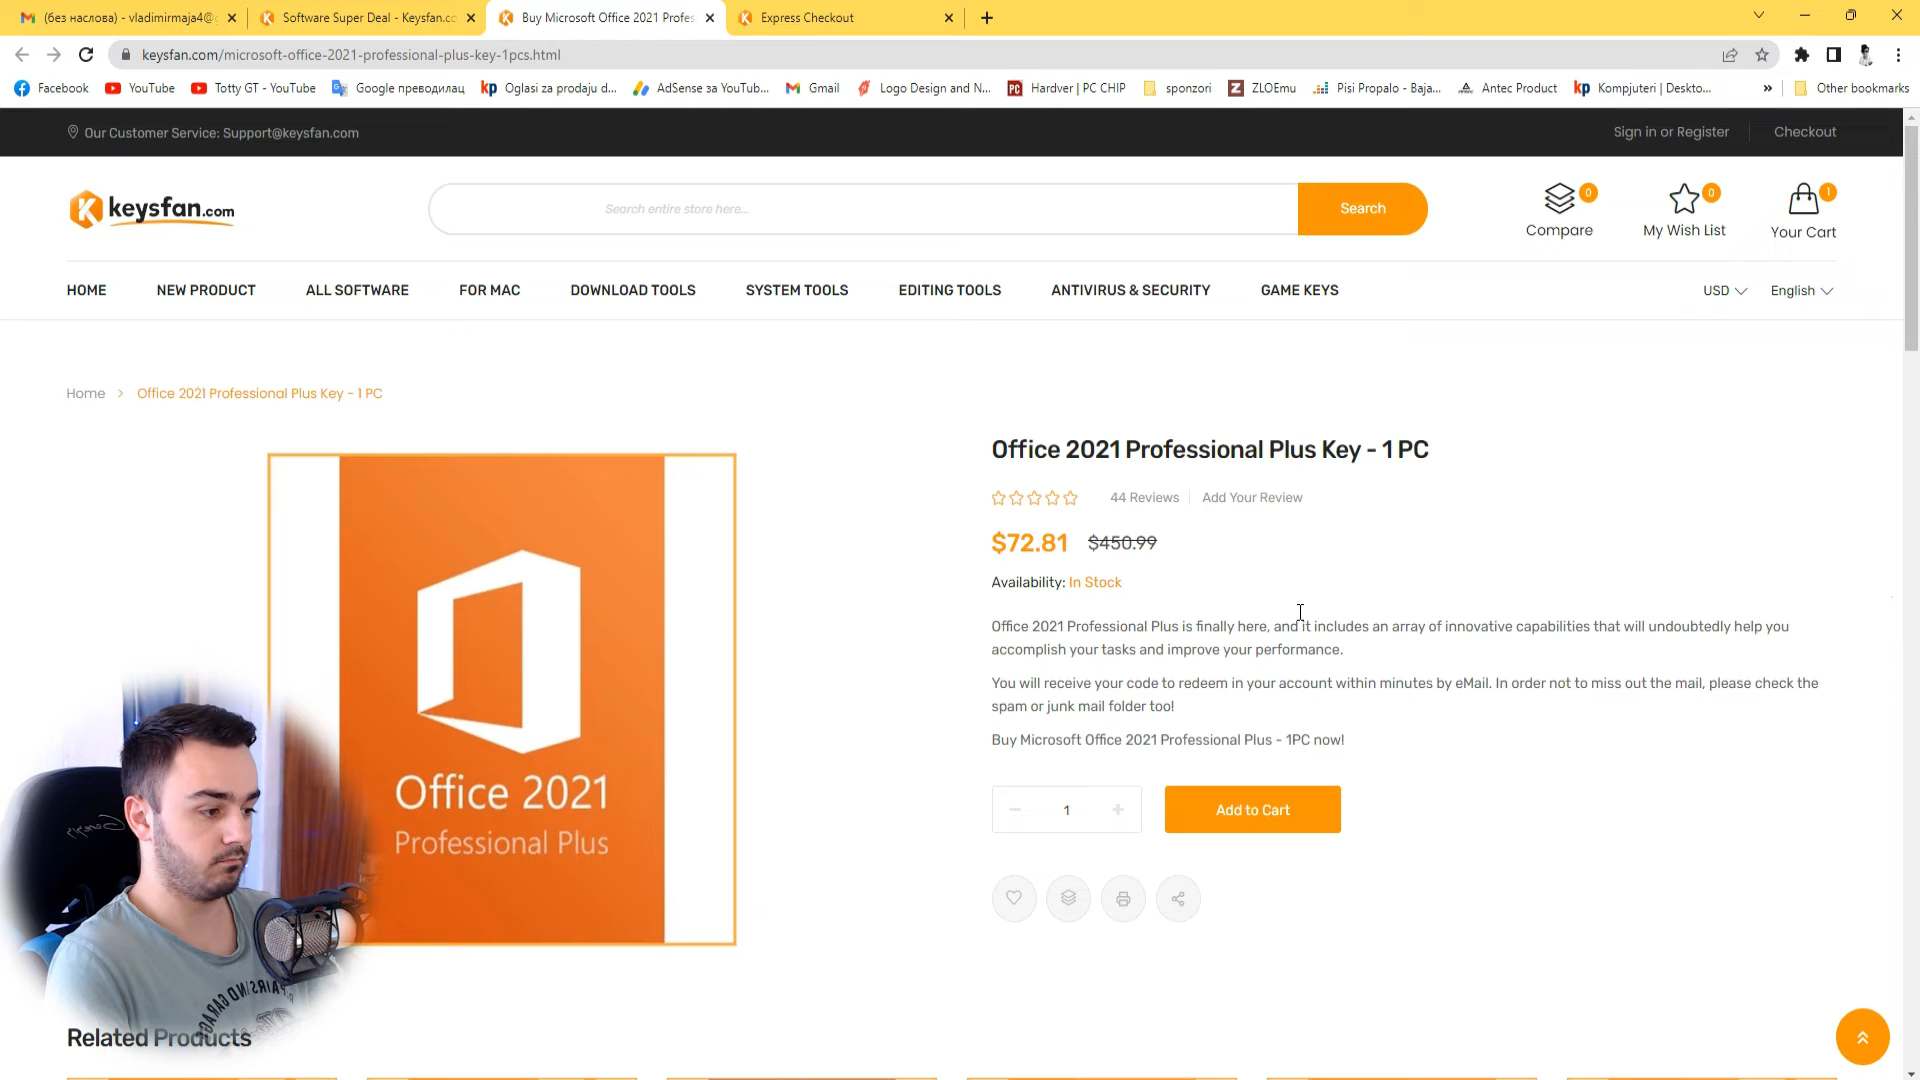 (без наслова) - vladimirmaja4@
Software Super Deal - Keysfan.co
Buy Microsoft Office 2021 Profes
Express Checkout
keysfan.com/microsoft-office-2021-professional-plus-key-1pcs.html
Facebook YouTube Totty GT - YouTube Google преводилац Oglasi za prodaju d... AdSense за YouTub... Gmail Logo Design and N... Hardver | PC CHIP sponzori ZLOEmu Pisi Propalo - Baja... Antec Product Kompjuteri | Deskto... » Other bookmarks
Our Customer Service: Support@keysfan.com
Sign in or Register Checkout
keysfan.com
Search entire store here...
Search
0
Compare
0
My Wish List
1
Your Cart
HOME NEW PRODUCT ALL SOFTWARE FOR MAC DOWNLOAD TOOLS SYSTEM TOOLS EDITING TOOLS ANTIVIRUS & SECURITY GAME KEYS USD English
Home > Office 2021 Professional Plus Key - 1 PC
Office 2021
Professional Plus
Office 2021 Professional Plus Key - 1 PC
44 Reviews Add Your Review
$72.81 $450.99
Availability: In Stock
Office 2021 Professional Plus is finally here, and it includes an array of innovative capabilities that will undoubtedly help you
accomplish your tasks and improve your performance.
You will receive your code to redeem in your account within minutes by eMail. In order not to miss out the mail, please check the
spam or junk mail folder too!
Buy Microsoft Office 2021 Professional Plus - 1PC now!
− 1 +
Add to Cart
Related Products